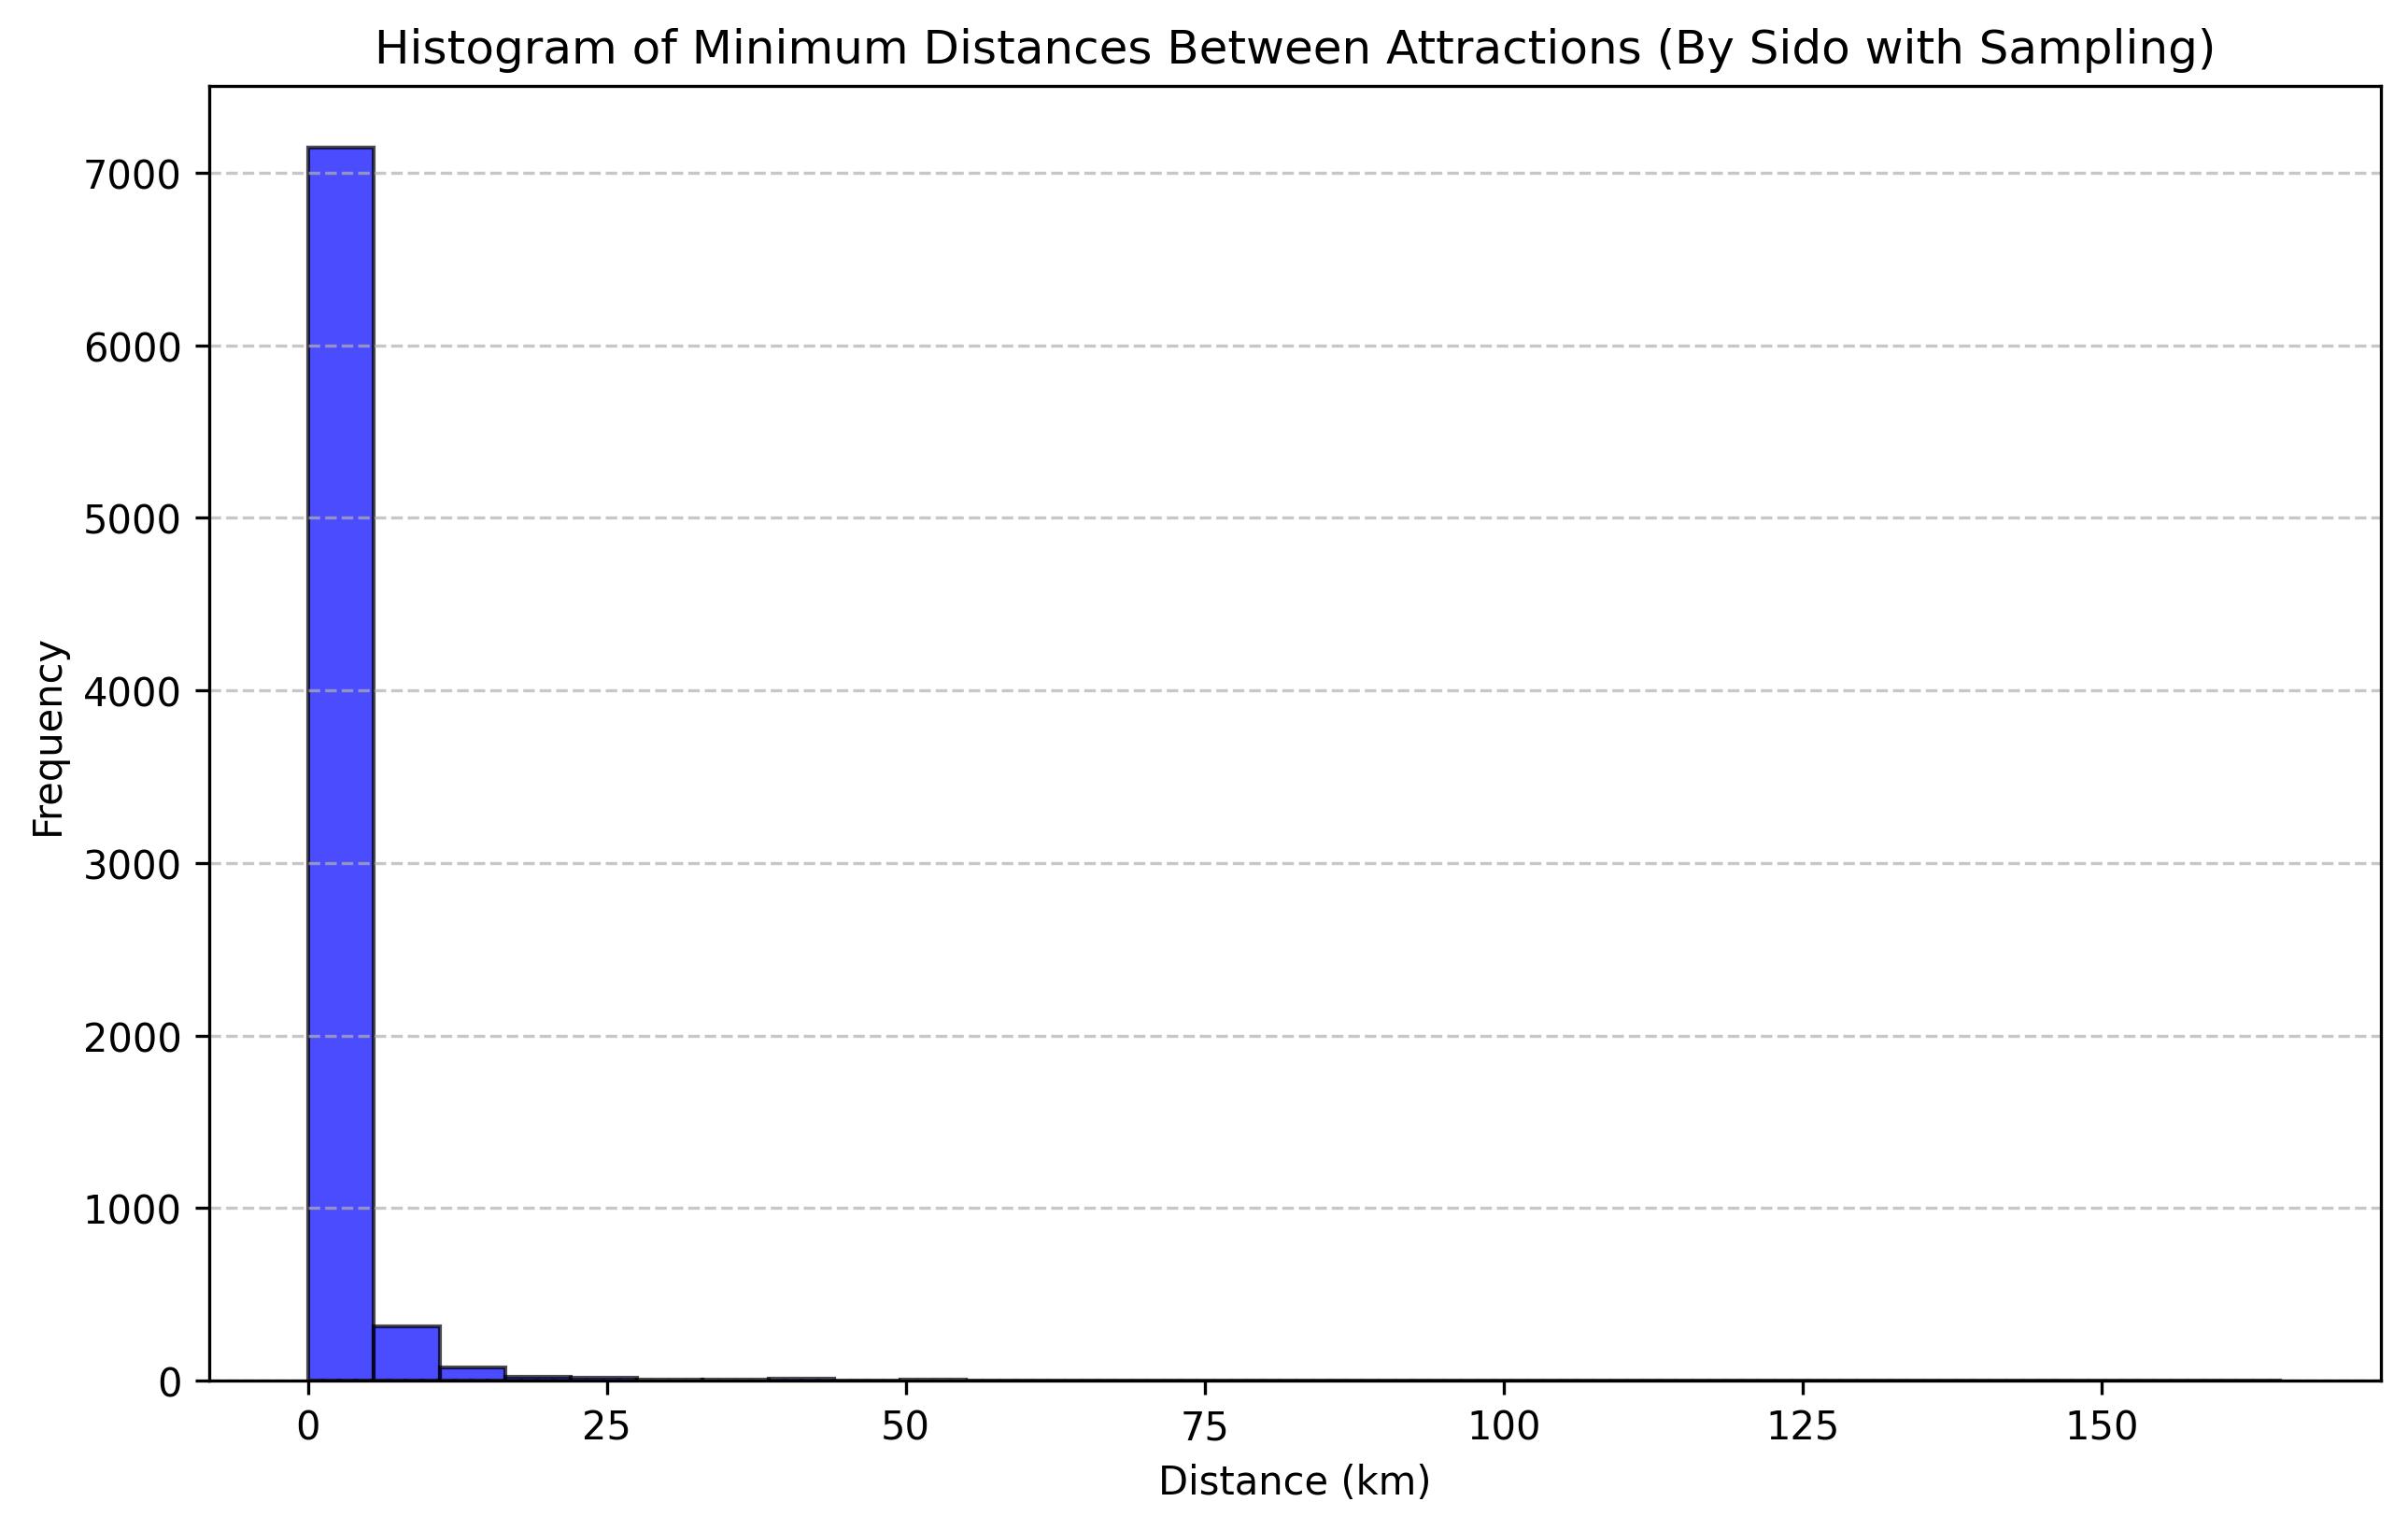 Histogram of Minimum Distances Between Attractions (By Sido with Sampling)
Frequency
7000
6000
5000
4000
3000
2000
1000
0
0 25 50 75 100 125 150
Distance (km)